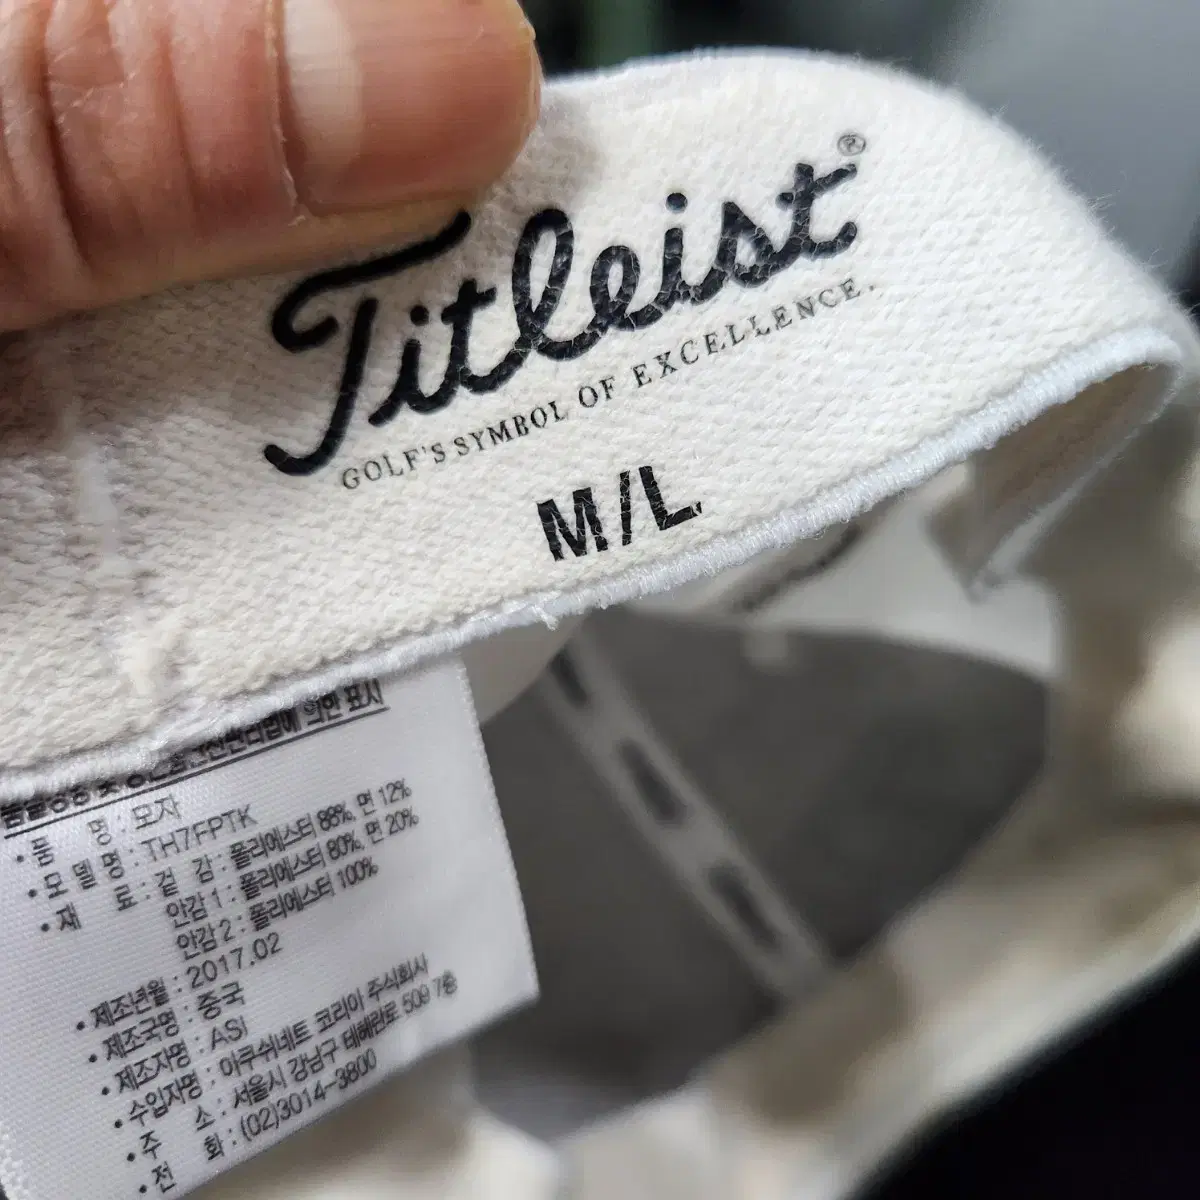 Titleist®
GOLF'S SYMBOL OF EXCELLENCE.
M/L
의한 표시
• 품 명 : 모자
• 모 델 명 : TH7FPTK
• 재 료 : 겉 감 : 폴리에스터 88%, 면 12%
안감 1 : 폴리에스터 80%, 면 20%
안감 2 : 폴리에스터 100%
• 제조년월 : 2017.02
• 제조국명 : 중국
• 제조자명 : ASI
• 수입자명 : 아쿠쉬네트 코리아 주식회사
• 주 소 : 서울시 강남구 테헤란로 509 7층
• 전 화 : (02)3014-3800